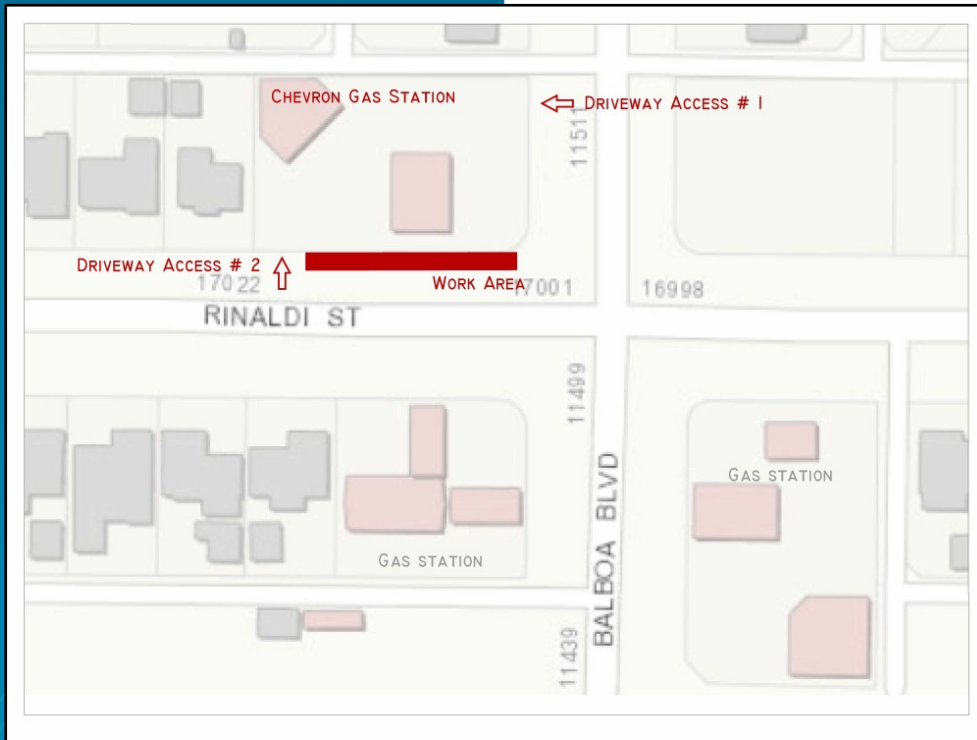 CHEVRON GAS STATION
DRIVEWAY ACCESS # 1
11511
DRIVEWAY ACCESS # 2
17022
WORK AREA
17001
16998
RINALDI ST
11499
BALBOA BLVD
GAS STATION
GAS STATION
11439